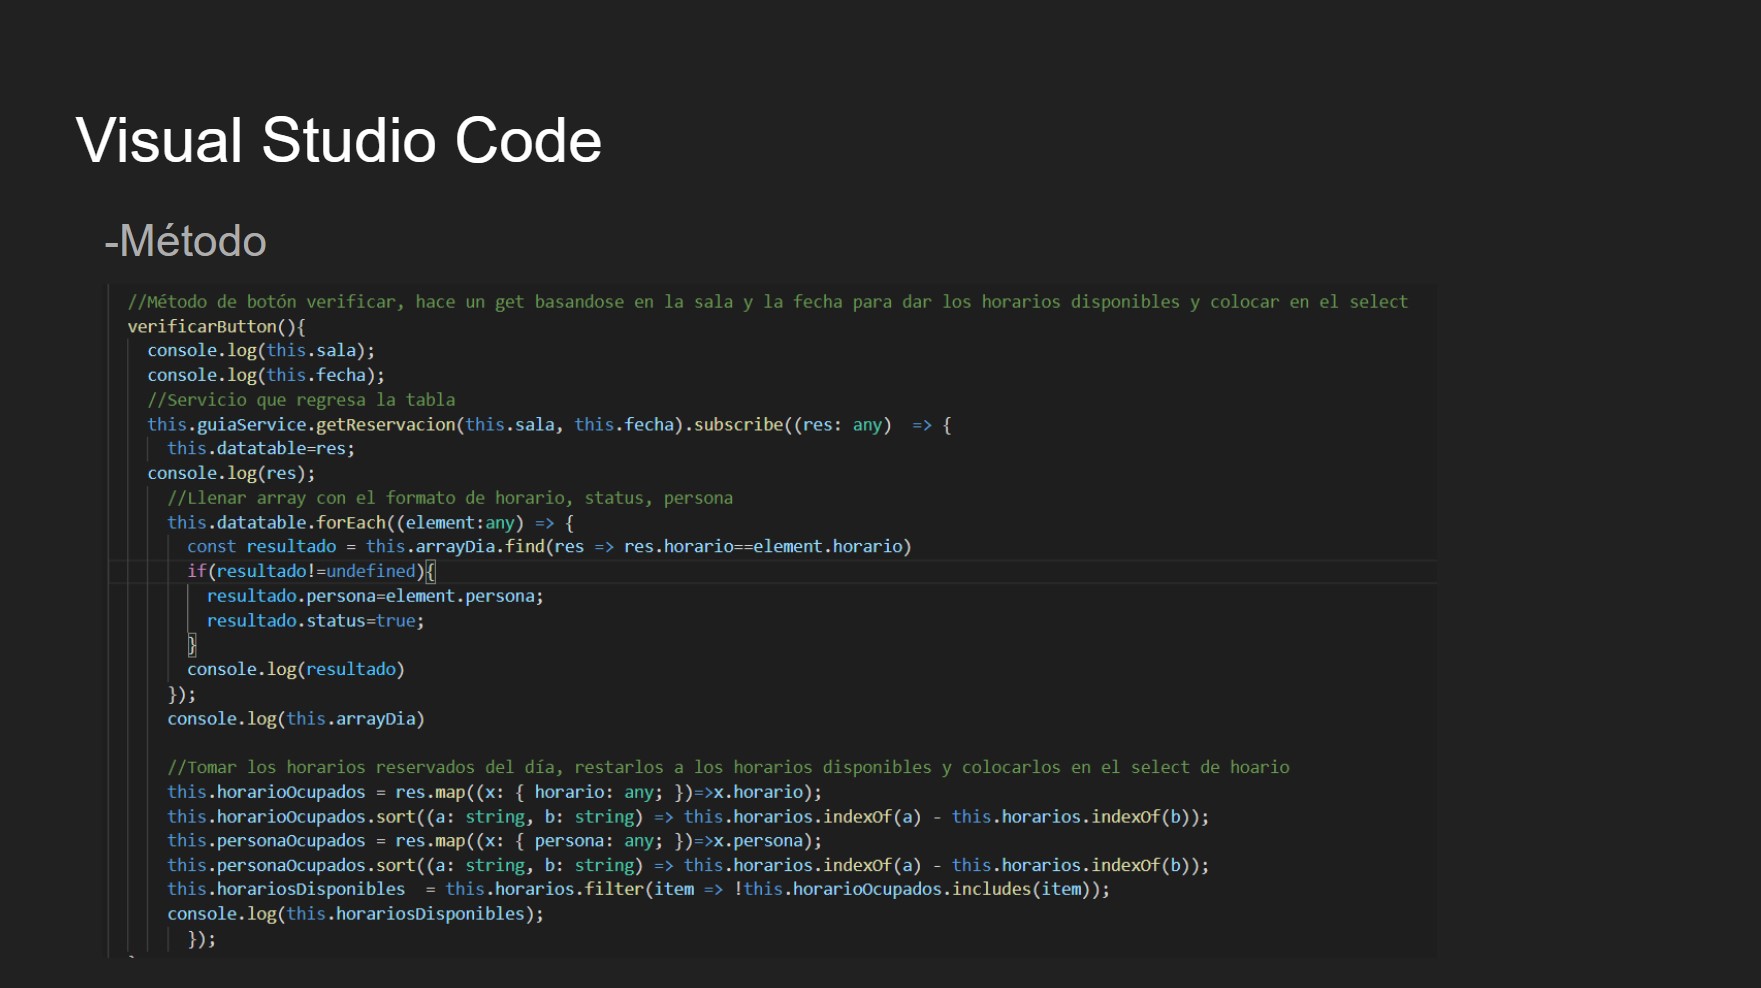 Visual Studio Code
-Método
//Método de botón verificar, hace un get basandose en la sala y la fecha para dar los horarios disponibles y colocar en el select
verificarButton(){
console.log(this.sala);
console.log(this.fecha);
//Servicio que regresa la tabla
this.guiaService.getReservacion(this.sala, this.fecha).subscribe((res: any)  => {
this.datatable=res;
console.log(res);
//Llenar array con el formato de horario, status, persona
this.datatable.forEach((element:any) => {
const resultado = this.arrayDia.find(res => res.horario==element.horario)
if(resultado!=undefined){
resultado.persona=element.persona;
resultado.status=true;
}
console.log(resultado)
});
console.log(this.arrayDia)
//Tomar los horarios reservados del día, restarlos a los horarios disponibles y colocarlos en el select de hoario
this.horarioOcupados = res.map((x: { horario: any; })=>x.horario);
this.horarioOcupados.sort((a: string, b: string) => this.horarios.indexOf(a) - this.horarios.indexOf(b));
this.personaOcupados = res.map((x: { persona: any; })=>x.persona);
this.personaOcupados.sort((a: string, b: string) => this.horarios.indexOf(a) - this.horarios.indexOf(b));
this.horariosDisponibles  = this.horarios.filter(item => !this.horarioOcupados.includes(item));
console.log(this.horariosDisponibles);
});